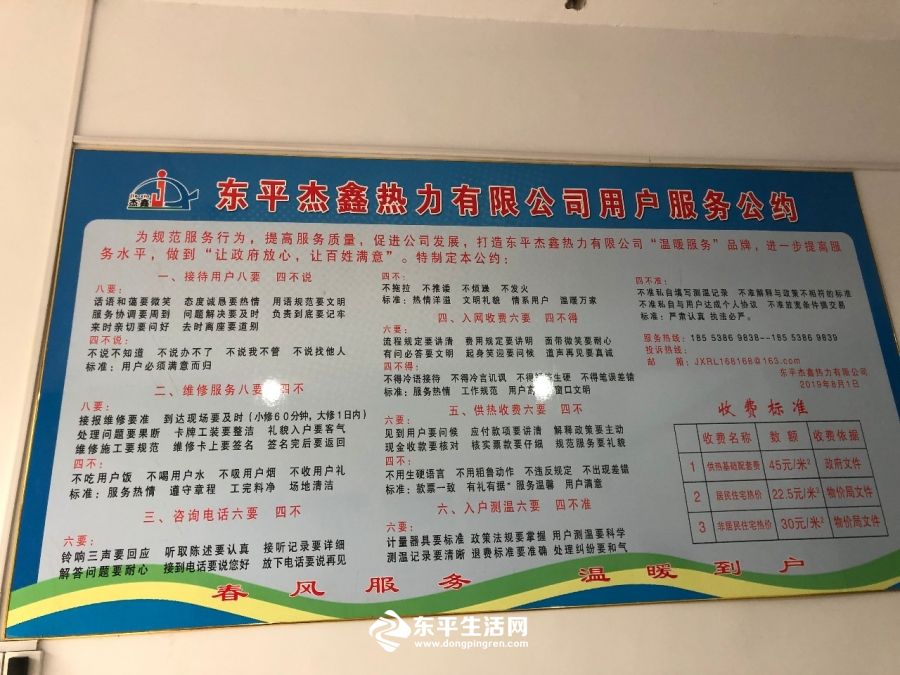 杰鑫
东平杰鑫热力有限公司用户服务公约
为规范服务行为，提高服务质量，促进公司发展，打造东平杰鑫热力有限公司“温暖服务”品牌，进一步提高服
务水平，做到“让政府放心，让百姓满意”。特制定本公约：
一、接待用户八要 四不说
八要：
话语和蔼要微笑 态度诚恳要热情 用语规范要文明
服务协调要周到 问题解决要及时 负责到底要记牢
来时亲切要问好 去时离座要道别
四不说：
不说不知道 不说办不了 不说我不管 不说找他人
标准：用户必须满意而归
二、维修服务八要 四不
八要：
接报维修要准 到达现场要及时（小修60分钟，大修1日内）
处理问题要果断 卡牌工装要整洁 礼貌入户要客气
维修施工要规范 维修卡上要签名 签名完后要返回
四不：
不吃用户饭 不喝用户水 不吸用户烟 不收用户礼
标准：服务热情 遵守章程 工完料净 场地清洁
三、咨询电话六要 四不
六要：
铃响三声要回应 听取陈述要认真 接听记录要详细
解答问题要耐心 接到电话要说您好 放下电话要说再见
四不：
不拖拉 不推诿 不烦躁 不发火
标准：热情洋溢 文明礼貌 情系用户 温暖万家
四、入网收费六要 四不得
六要：
流程规定要讲清 费用规定要讲明 面带微笑要耐心
有问必答要文明 起身笑迎要问候 道声再见要真诚
四不得：
不得冷语接待 不得冷言讥讽 不得 生硬 不得笔误差错
标准：服务热情 工作规范 用户 窗口文明
五、供热收费六要 四不
六要：
见到用户要问候 应付款项要讲清 解释政策要主动
现金收款要核对 核实票款要仔细 规范服务要礼貌
四不：
不用生硬语言 不用粗鲁动作 不违反规定 不出现差错
标准：款票一致 有礼有据”服务温馨 用户满意
六、入户测温六要 四不准
六要：
计量器具要标准 政策法规要掌握 用户测温要科学
测温记录要清晰 退费标准要准确 处理纠纷要和气
四不准：
不准私自填写测温记录 不准解释与政策不相符的标准
不准私自与用户达成个人协议 不准放宽条件搞交易
标准：严肃认真 执法必严。
服务热线：185 5386 9838--185 5386 9839
投诉热线：
邮 箱：JXRL168168@163.com
东平杰鑫热力有限公司
2019年8月1日
收费标准
收费名称 数额 收费依据
1 供热基础配套费 45元/米² 政府文件
2 居民住宅热价 22.5元/米² 物价局文件
3 非居民住宅热价 30元/米² 物价局文件
春风服务 温暖到户
东平生活网
www.dongpingren.com